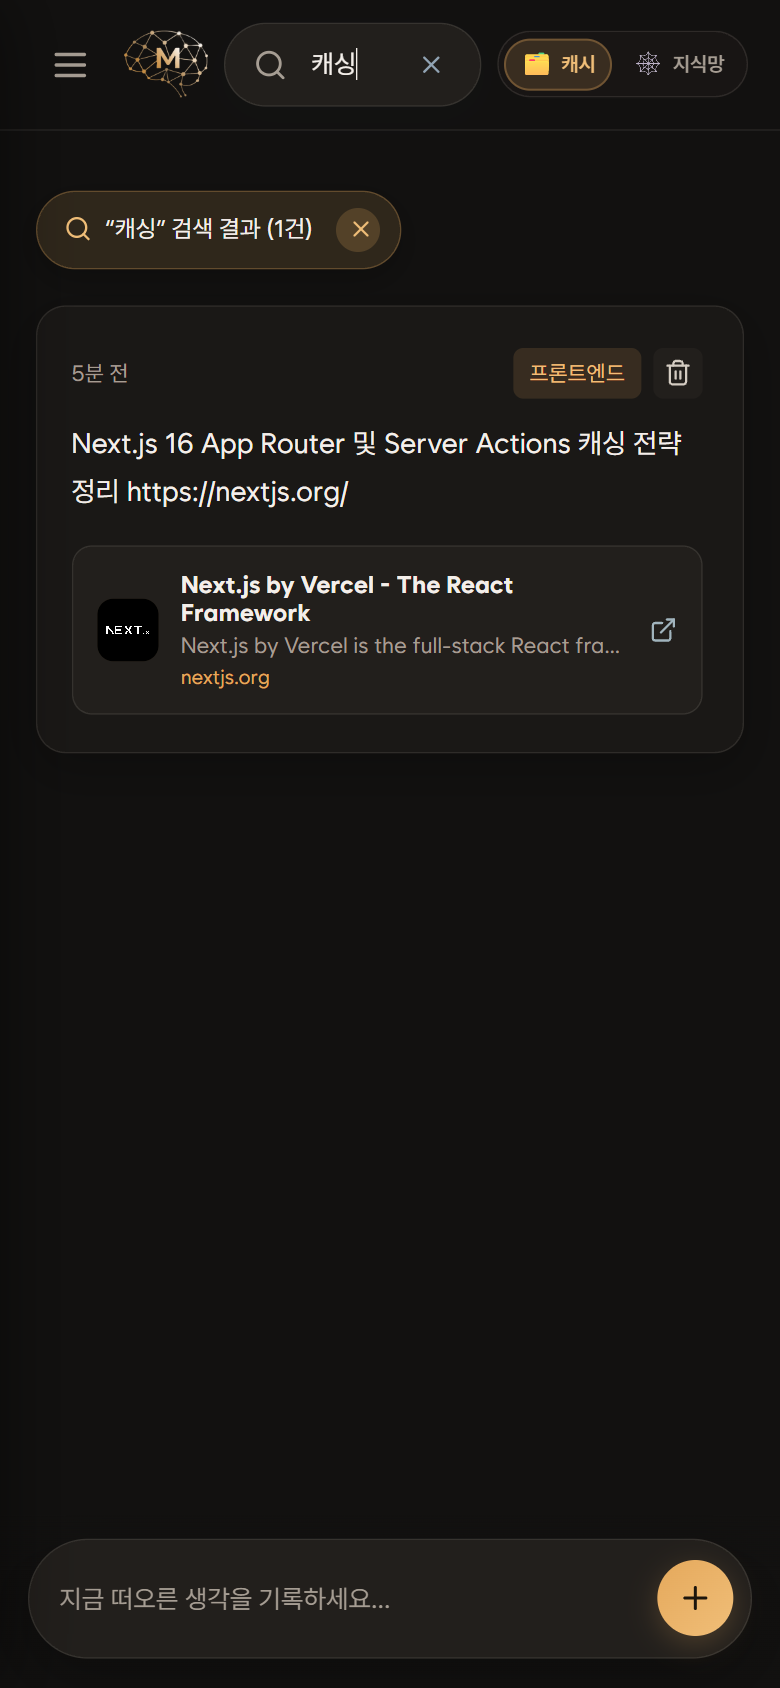 M
캐싱
캐시
지식망
“캐싱” 검색 결과 (1건)
5분 전
프론트엔드
Next.js 16 App Router 및 Server Actions 캐싱 전략
정리 https://nextjs.org/
NEXT.
Next.js by Vercel - The React
Framework
Next.js by Vercel is the full-stack React fra...
nextjs.org
지금 떠오른 생각을 기록하세요...